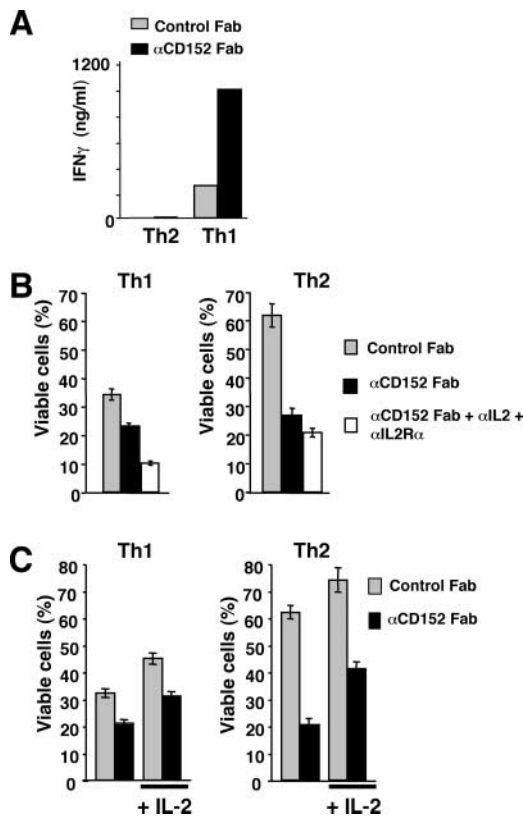 A
Control Fab
αCD152 Fab
1200
IFNγ (ng/ml)
0
Th2 Th1
B
Th1 Th2
Viable cells (%)
70
60
50
40
30
20
10
0
Viable cells (%)
70
60
50
40
30
20
10
0
Control Fab
αCD152 Fab
αCD152 Fab + αIL2 +
αIL2Rα
C
Th1 Th2
Viable cells (%)
80
70
60
50
40
30
20
10
0
+ IL-2
Viable cells (%)
80
70
60
50
40
30
20
10
0
+ IL-2
Control Fab
αCD152 Fab